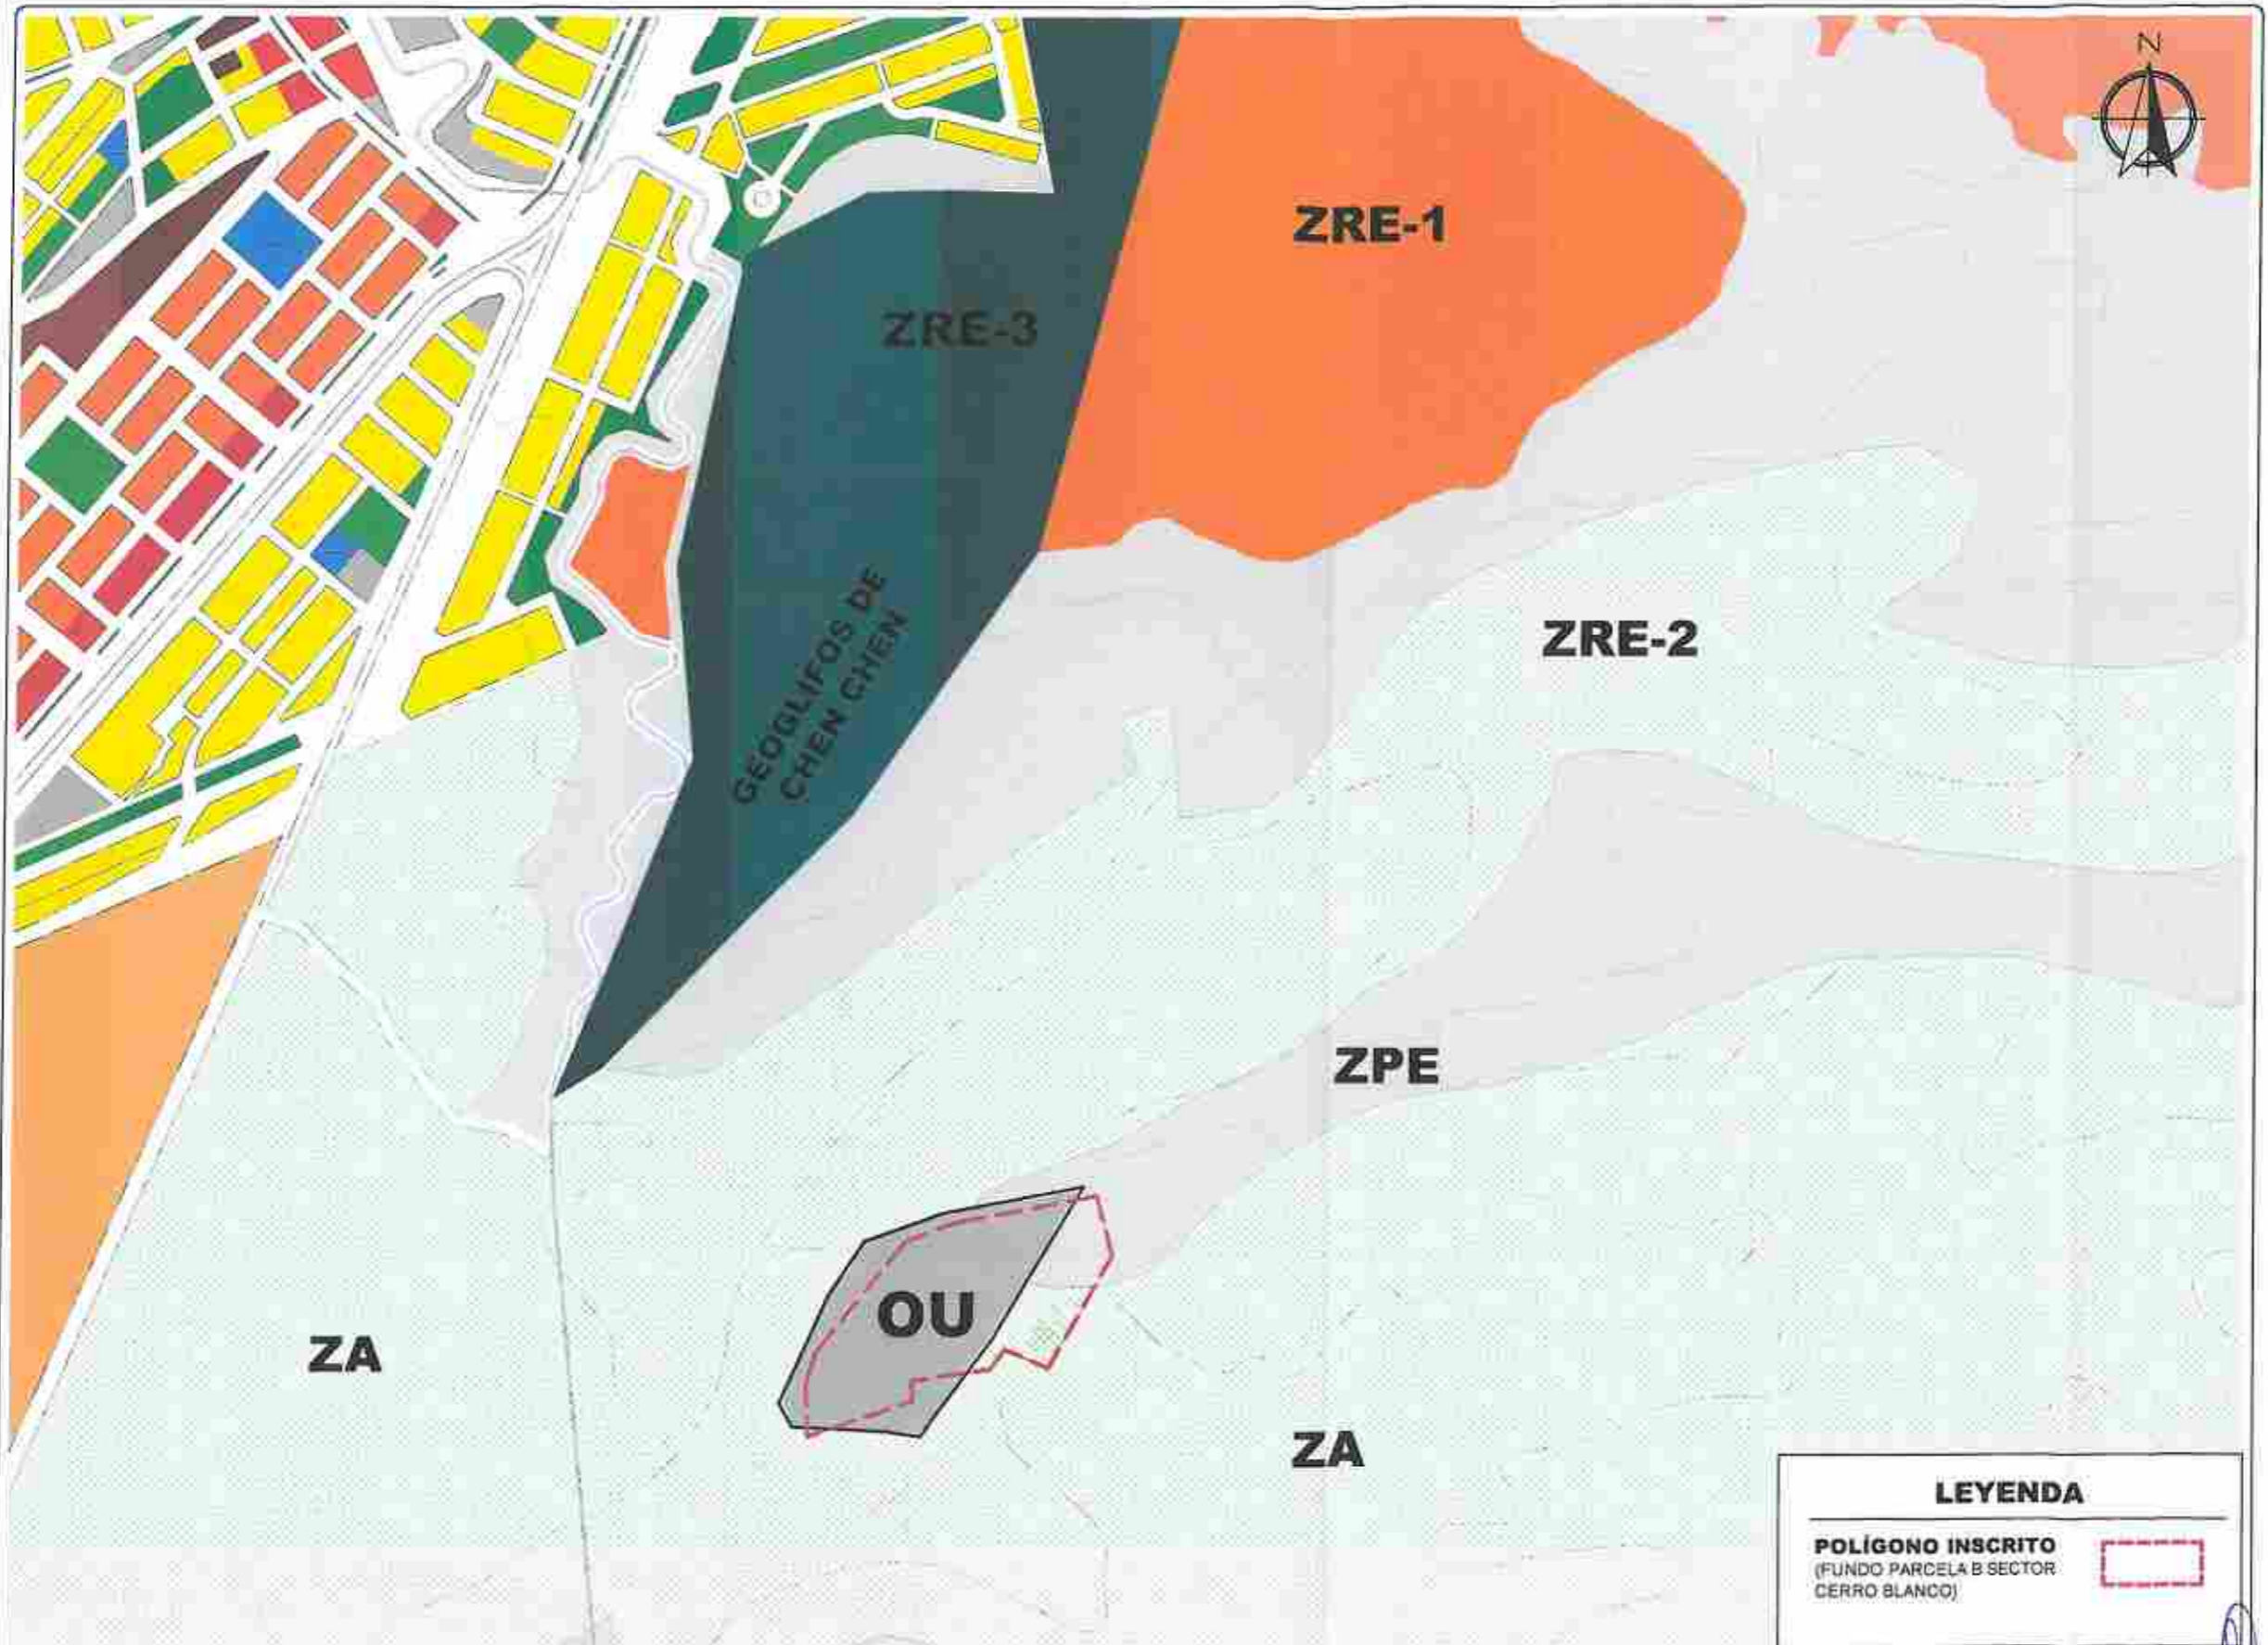 N
ZRE-1
ZRE-3
GEOGLIFOS DE
CHEN CHEN
ZRE-2
ZPE
OU
ZA
ZA
LEYENDA
POLÍGONO INSCRITO
(FUNDO PARCELA B SECTOR
CERRO BLANCO)